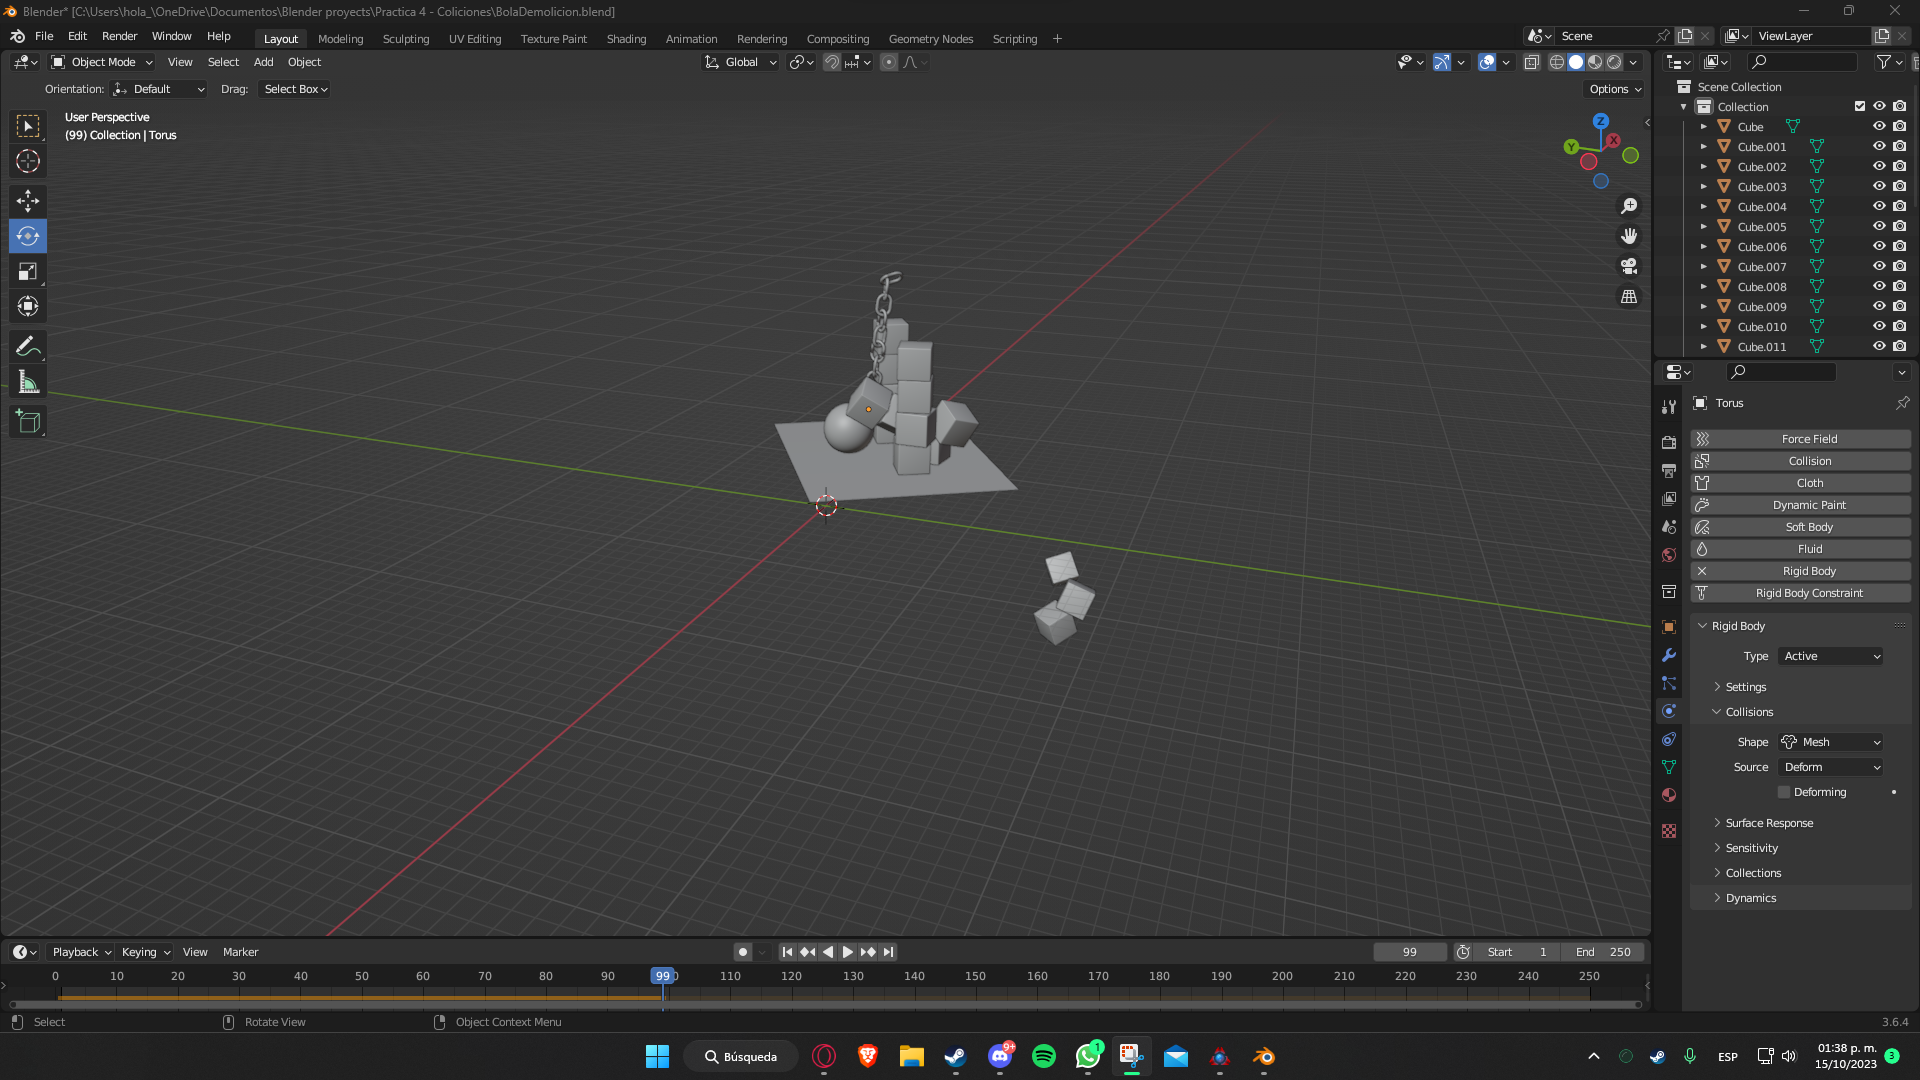 Blender* [C:\Users\hola_\OneDrive\Documentos\Blender proyects\Practica 4 - Coliciones\BolaDemolicion.blend]
File Edit Render Window Help Layout Modeling Sculpting UV Editing Texture Paint Shading Animation Rendering Compositing Geometry Nodes Scripting + Scene ViewLayer
Object Mode View Select Add Object Global
Orientation: Default Drag: Select Box Options
User Perspective
(99) Collection | Torus
Z
X
Y
Scene Collection
Collection
Cube
Cube.001
Cube.002
Cube.003
Cube.004
Cube.005
Cube.006
Cube.007
Cube.008
Cube.009
Cube.010
Cube.011
Torus
Force Field
Collision
Cloth
Dynamic Paint
Soft Body
Fluid
Rigid Body
Rigid Body Constraint
Rigid Body
Type Active
Settings
Collisions
Shape Mesh
Source Deform
Deforming
Surface Response
Sensitivity
Collections
Dynamics
Playback Keying View Marker 99 Start 1 End 250
0 10 20 30 40 50 60 70 80 90 99 110 120 130 140 150 160 170 180 190 200 210 220 230 240 250
Select Rotate View Object Context Menu 3.6.4
Búsqueda 9+ 1 ESP 01:38 p. m. 3
15/10/2023